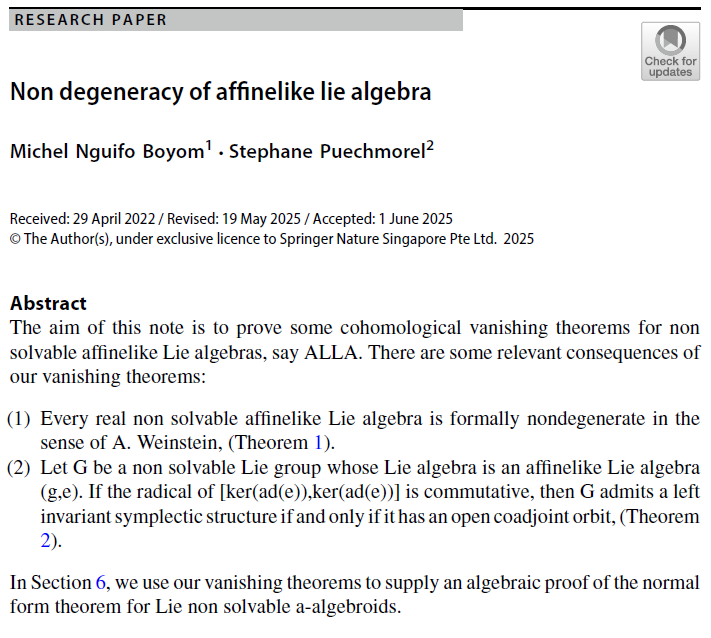 RESEARCH PAPER
Check for
updates
Non degeneracy of affinelike lie algebra
Michel Nguifo Boyom1 · Stephane Puechmorel2
Received: 29 April 2022 / Revised: 19 May 2025 / Accepted: 1 June 2025
© The Author(s), under exclusive licence to Springer Nature Singapore Pte Ltd. 2025
Abstract
The aim of this note is to prove some cohomological vanishing theorems for non
solvable affinelike Lie algebras, say ALLA. There are some relevant consequences of
our vanishing theorems:
(1) Every real non solvable affinelike Lie algebra is formally nondegenerate in the
sense of A. Weinstein, (Theorem 1).
(2) Let G be a non solvable Lie group whose Lie algebra is an affinelike Lie algebra
(g,e). If the radical of [ker(ad(e)),ker(ad(e))] is commutative, then G admits a left
invariant symplectic structure if and only if it has an open coadjoint orbit, (Theorem
2).
In Section 6, we use our vanishing theorems to supply an algebraic proof of the normal
form theorem for Lie non solvable a-algebroids.